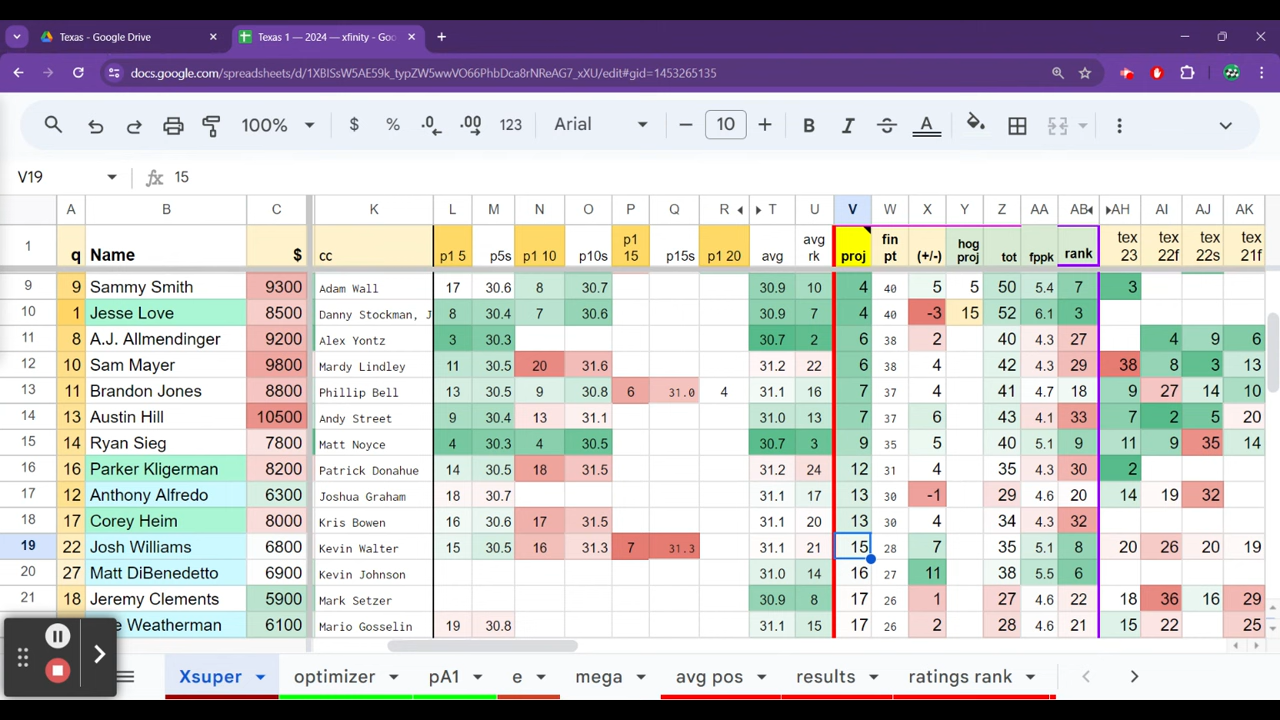 Texas - Google Drive
Texas 1 — 2024 — xfinity - Goo
docs.google.com/spreadsheets/d/1XBISsW5AE59k_typZW5wwVO66PhbDca8rNReAG7_xXU/edit#gid=1453265135
100% $ % .0 .00 123 Arial 10 B I S A
V19 fx 15
A B C K L M N O P Q R T U V W X Y Z AA AB AH AI AJ AK
1 q Name $ cc p1 5 p5s p1 10 p10s p1 15 p15s p1 20 avg avg rk proj fin pt (+/-) hog proj tot fppk rank tex 23 tex 22f tex 22s tex 21f
9 9 Sammy Smith 9300 Adam Wall 17 30.6 8 30.7 30.9 10 4 40 5 5 50 5.4 7 3
10 1 Jesse Love 8500 Danny Stockman, J 8 30.4 7 30.6 30.9 7 4 40 -3 15 52 6.1 3
11 8 A.J. Allmendinger 9200 Alex Yontz 3 30.3 30.7 2 6 38 2 40 4.3 27 4 9 6
12 10 Sam Mayer 9800 Mardy Lindley 11 30.5 20 31.6 31.2 22 6 38 4 42 4.3 29 38 8 3 13
13 11 Brandon Jones 8800 Phillip Bell 13 30.5 9 30.8 6 31.0 4 31.1 16 7 37 4 41 4.7 18 9 27 14 10
14 13 Austin Hill 10500 Andy Street 9 30.4 13 31.1 31.0 13 7 37 6 43 4.1 33 7 2 5 20
15 14 Ryan Sieg 7800 Matt Noyce 4 30.3 4 30.5 30.7 3 9 35 5 40 5.1 9 11 9 35 14
16 16 Parker Kligerman 8200 Patrick Donahue 14 30.5 18 31.5 31.2 24 12 31 4 35 4.3 30 2
17 12 Anthony Alfredo 6300 Joshua Graham 18 30.7 31.1 17 13 30 -1 29 4.6 20 14 19 32
18 17 Corey Heim 8000 Kris Bowen 16 30.6 17 31.5 31.1 20 13 30 4 34 4.3 32
19 22 Josh Williams 6800 Kevin Walter 15 30.5 16 31.3 7 31.3 31.1 21 15 28 7 35 5.1 8 20 26 20 19
20 27 Matt DiBenedetto 6900 Kevin Johnson 31.0 14 16 27 11 38 5.5 6
21 18 Jeremy Clements 5900 Mark Setzer 30.9 8 17 26 1 27 4.6 22 18 36 16 29
e Weatherman 6100 Mario Gosselin 19 30.8 31.1 15 17 26 2 28 4.6 21 15 22 25
Xsuper optimizer pA1 e mega avg pos results ratings rank